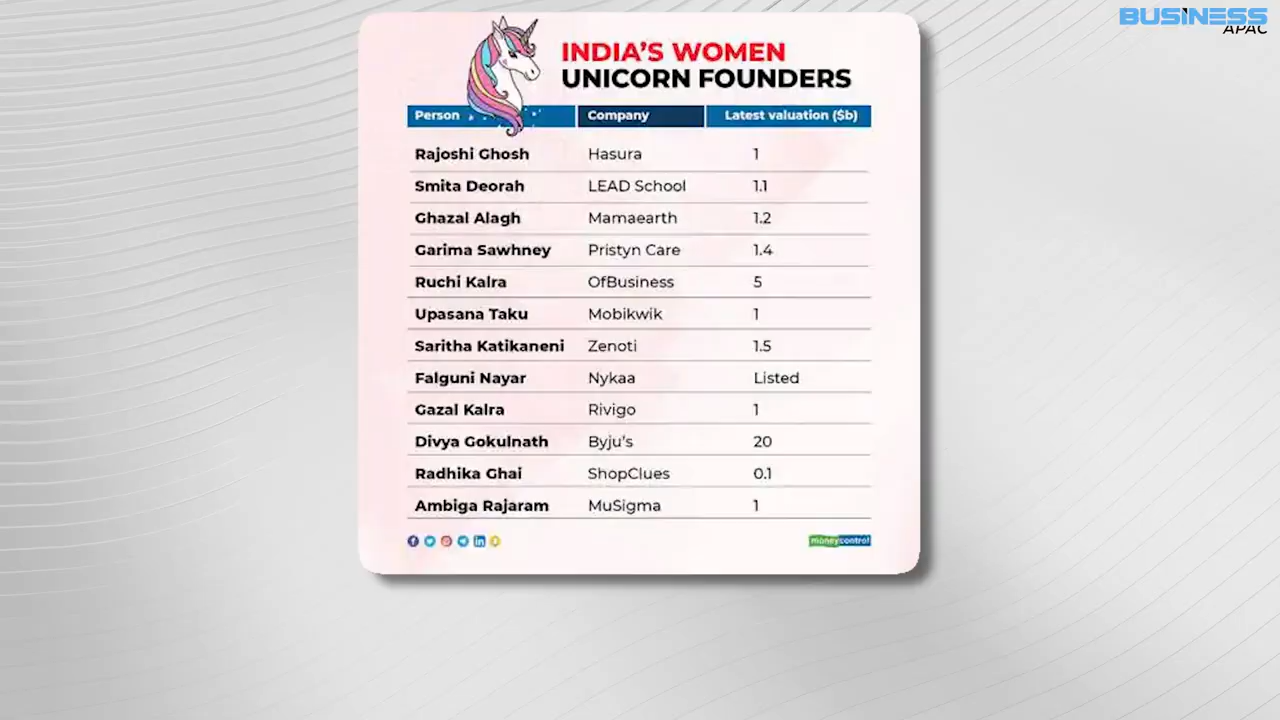 BUSINESS
APAC
INDIA'S WOMEN
UNICORN FOUNDERS
Person Company Latest valuation ($b)
Rajoshi Ghosh Hasura 1
Smita Deorah LEAD School 1.1
Ghazal Alagh Mamaearth 1.2
Garima Sawhney Pristyn Care 1.4
Ruchi Kalra OfBusiness 5
Upasana Taku Mobikwik 1
Saritha Katikaneni Zenoti 1.5
Falguni Nayar Nykaa Listed
Gazal Kalra Rivigo 1
Divya Gokulnath Byju's 20
Radhika Ghai ShopClues 0.1
Ambiga Rajaram MuSigma 1
moneycontrol